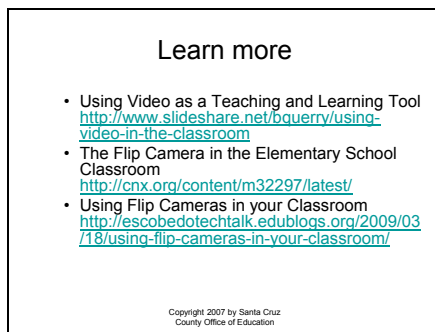 Learn more
• Using Video as a Teaching and Learning Tool
http://www.slideshare.net/bquerry/using-
video-in-the-classroom
• The Flip Camera in the Elementary School
Classroom
http://cnx.org/content/m32297/latest/
• Using Flip Cameras in your Classroom
http://escobedotechtalk.edublogs.org/2009/03
/18/using-flip-cameras-in-your-classroom/
Copyright 2007 by Santa Cruz
County Office of Education